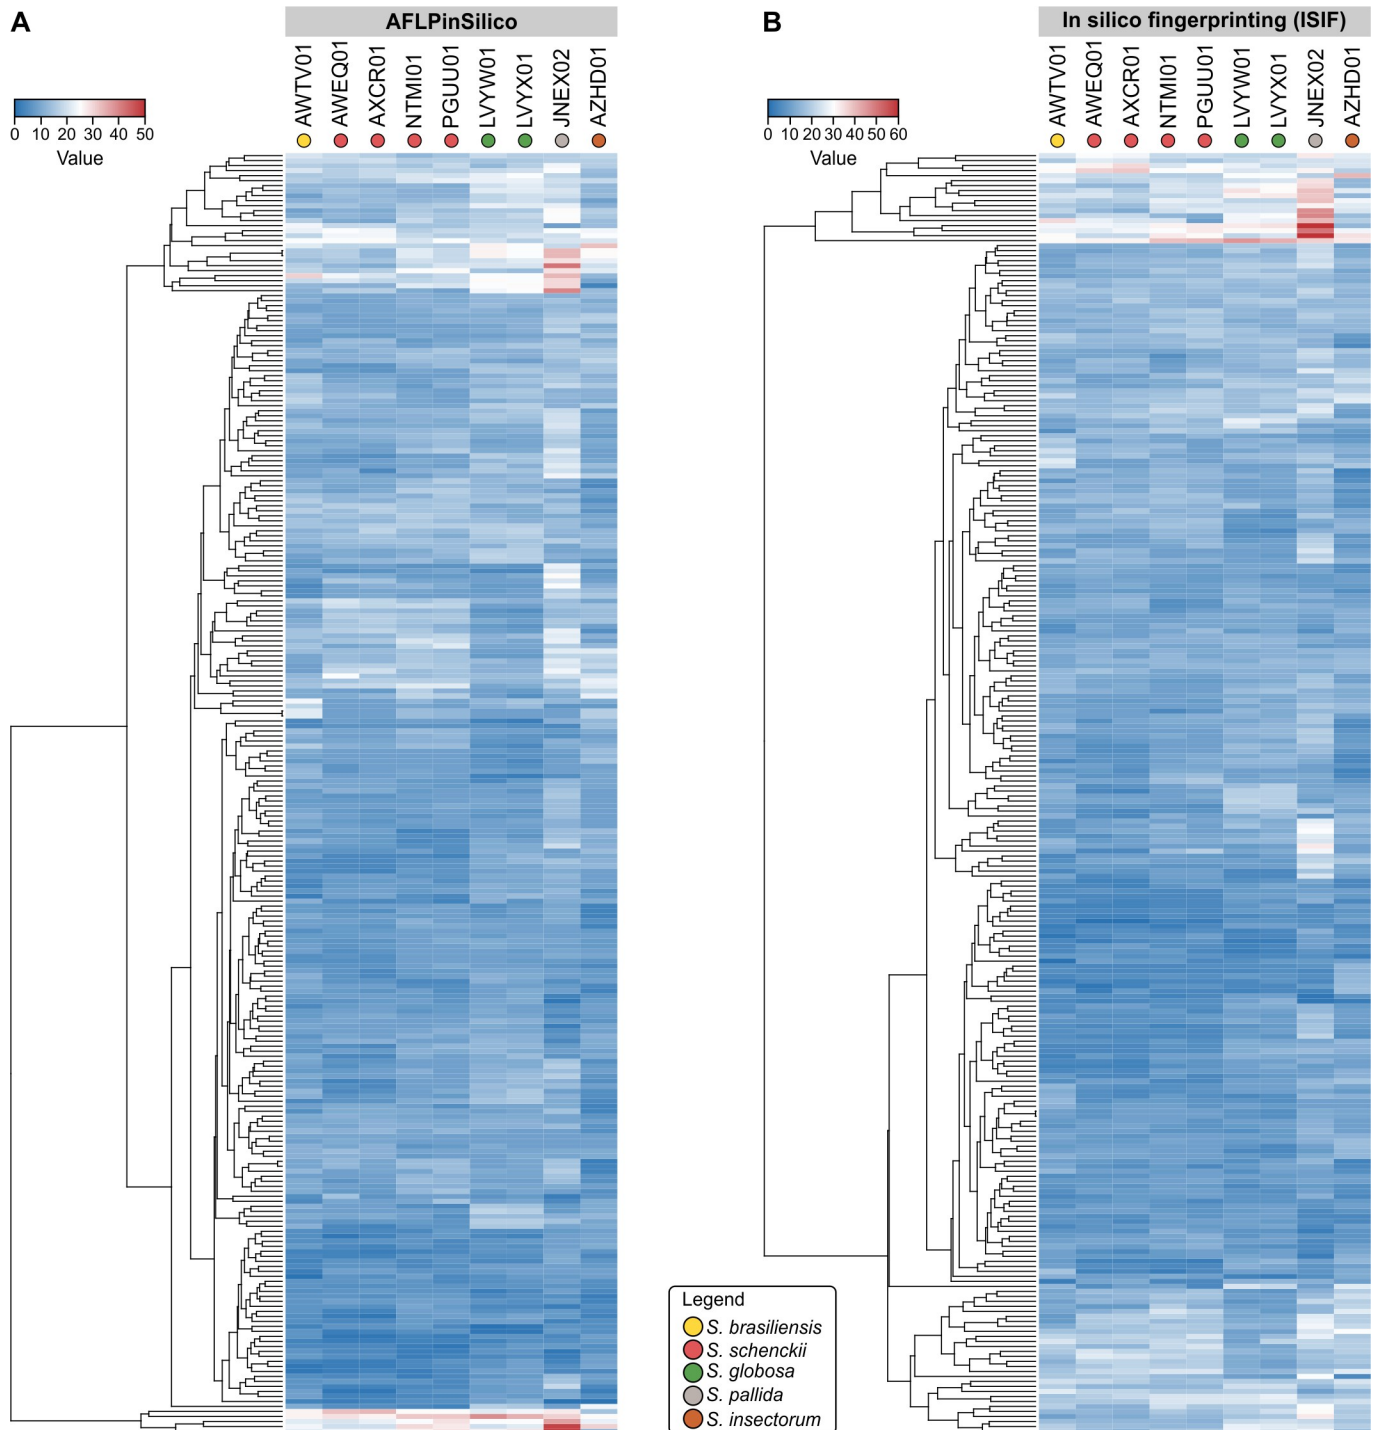 A
AFLPinSilico
AWTV01
AWEQ01
AXCR01
NTMI01
PGUU01
LVYW01
LVYX01
JNEX02
AZHD01
0 10 20 30 40 50
Value
B
In silico fingerprinting (ISIF)
AWTV01
AWEQ01
AXCR01
NTMI01
PGUU01
LVYW01
LVYX01
JNEX02
AZHD01
0 10 20 30 40 50 60
Value
Legend
S. brasiliensis
S. schenckii
S. globosa
S. pallida
S. insectorum